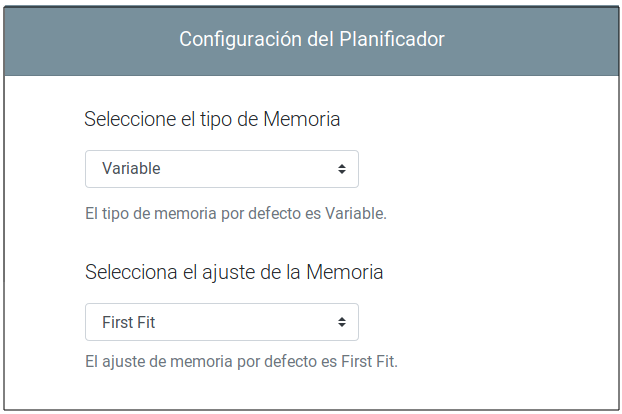 Configuración del Planificador
Seleccione el tipo de Memoria
Variable
El tipo de memoria por defecto es Variable.
Selecciona el ajuste de la Memoria
First Fit
El ajuste de memoria por defecto es First Fit.